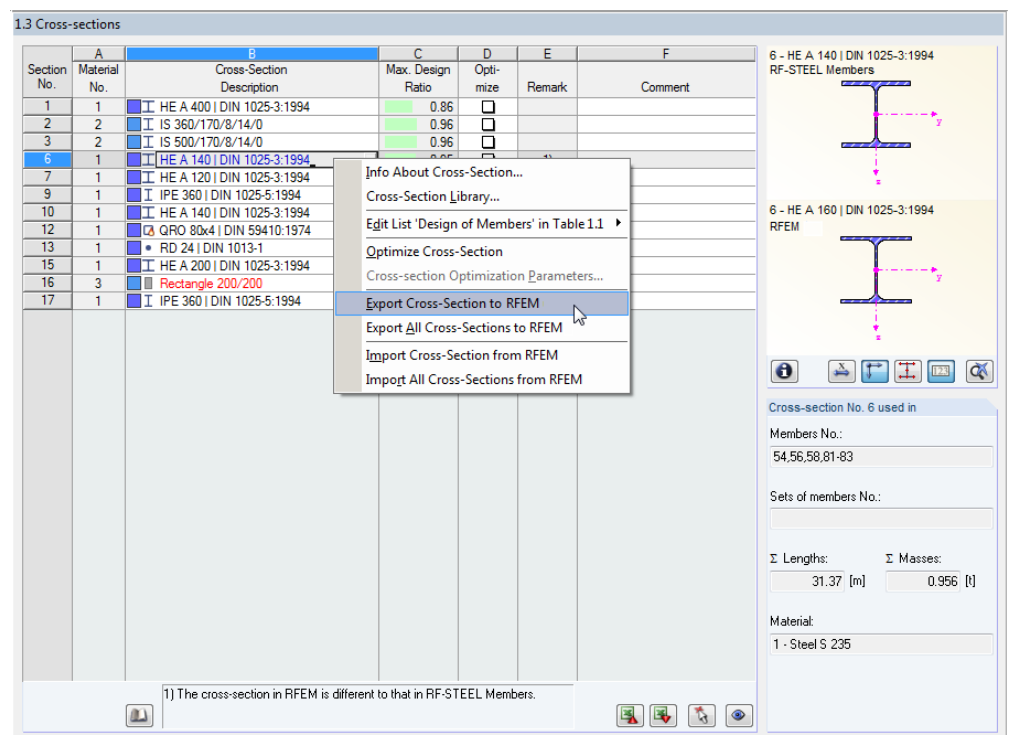 1.3 Cross-sections
A B C D E F
Section Material Cross-Section Max. Design Opti-
No. No. Description Ratio mize Remark Comment
1 1 HE A 400 | DIN 1025-3:1994 0.86
2 2 IS 360/170/8/14/0 0.96
3 2 IS 500/170/8/14/0 0.96
6 1 HE A 140 | DIN 1025-3:1994
7 1 HE A 120 | DIN 1025-3:1994
9 1 IPE 360 | DIN 1025-5:1994
10 1 HE A 140 | DIN 1025-3:1994
12 1 QRO 80x4 | DIN 59410:1974
13 1 RD 24 | DIN 1013-1
15 1 HE A 200 | DIN 1025-3:1994
16 3 Rectangle 200/200
17 1 IPE 360 | DIN 1025-5:1994
Info About Cross-Section...
Cross-Section Library...
Edit List 'Design of Members' in Table 1.1
Optimize Cross-Section
Cross-section Optimization Parameters...
Export Cross-Section to RFEM
Export All Cross-Sections to RFEM
Import Cross-Section from RFEM
Import All Cross-Sections from RFEM
1) The cross-section in RFEM is different to that in RF-STEEL Members.
6 - HE A 140 | DIN 1025-3:1994
RF-STEEL Members
y
z
6 - HE A 160 | DIN 1025-3:1994
RFEM
y
z
Cross-section No. 6 used in
Members No.:
54,56,58,81-83
Sets of members No.:
Σ Lengths: Σ Masses:
31.37 [m] 0.956 [t]
Material:
1 - Steel S 235